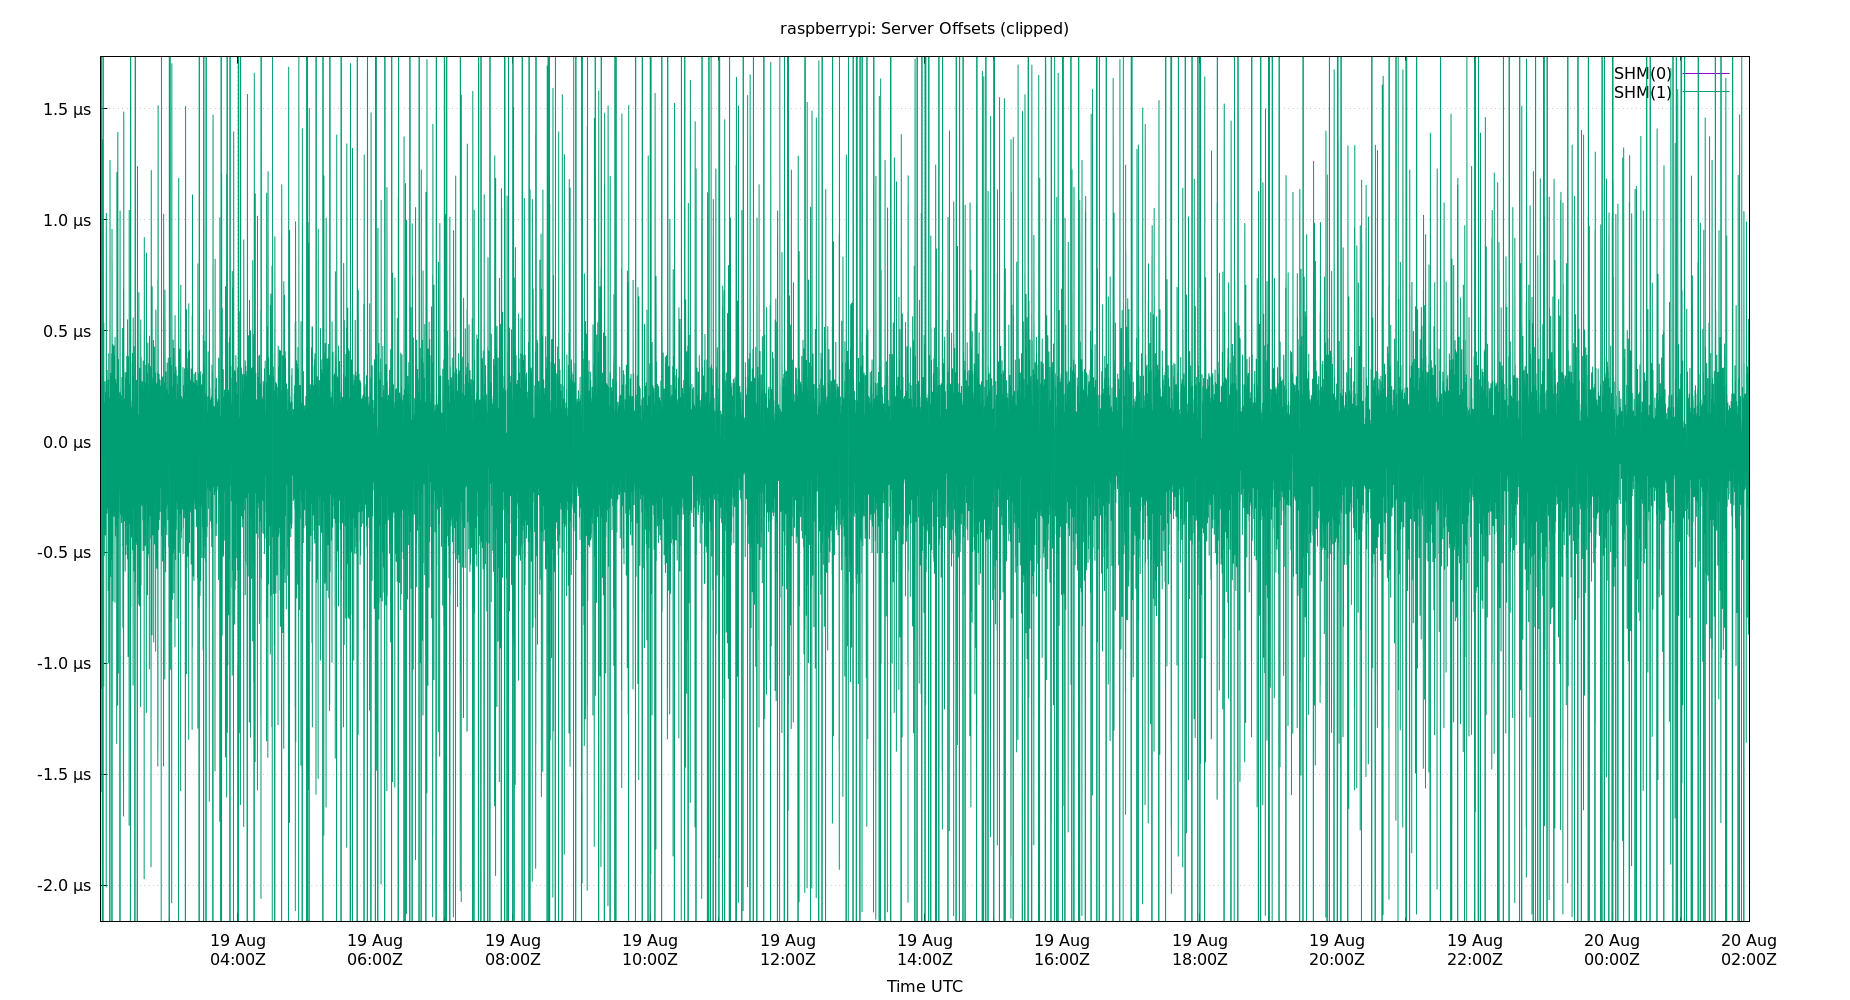 raspberrypi: Server Offsets (clipped)
SHM(0)
SHM(1)
1.5 µs
1.0 µs
0.5 µs
0.0 µs
-0.5 µs
-1.0 µs
-1.5 µs
-2.0 µs
19 Aug 19 Aug 19 Aug 19 Aug 19 Aug 19 Aug 19 Aug 19 Aug 19 Aug 19 Aug 20 Aug 20 Aug
04:00Z 06:00Z 08:00Z 10:00Z 12:00Z 14:00Z 16:00Z 18:00Z 20:00Z 22:00Z 00:00Z 02:00Z
Time UTC